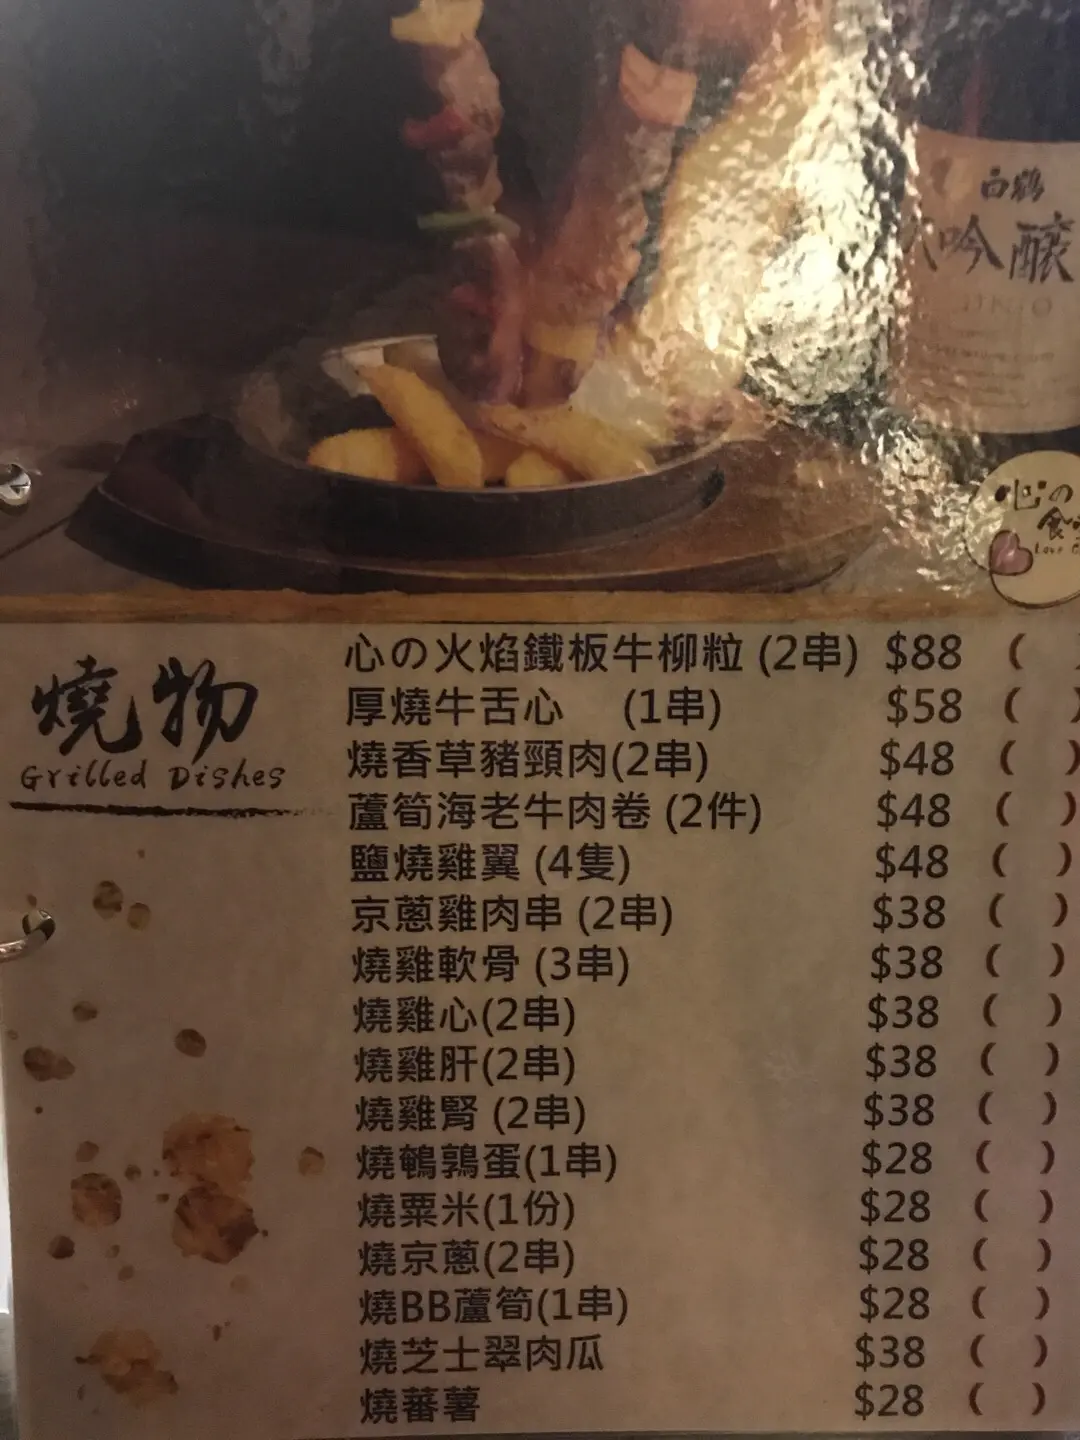 白鶴
吟醸
心の
食
Love
燒物
Grilled Dishes
心の火焰鐵板牛柳粒 (2串) $88 ( )
厚燒牛舌心 (1串) $58 ( )
燒香草豬頸肉(2串) $48 ( )
蘆筍海老牛肉卷 (2件) $48 ( )
鹽燒雞翼 (4隻) $48 ( )
京蔥雞肉串 (2串) $38 ( )
燒雞軟骨 (3串) $38 ( )
燒雞心(2串) $38 ( )
燒雞肝(2串) $38 ( )
燒雞腎 (2串) $38 ( )
燒鵪鶉蛋(1串) $28 ( )
燒粟米(1份) $28 ( )
燒京蔥(2串) $28 ( )
燒BB蘆筍(1串) $28 ( )
燒芝士翠肉瓜 $38 ( )
燒蕃薯 $28 ( )